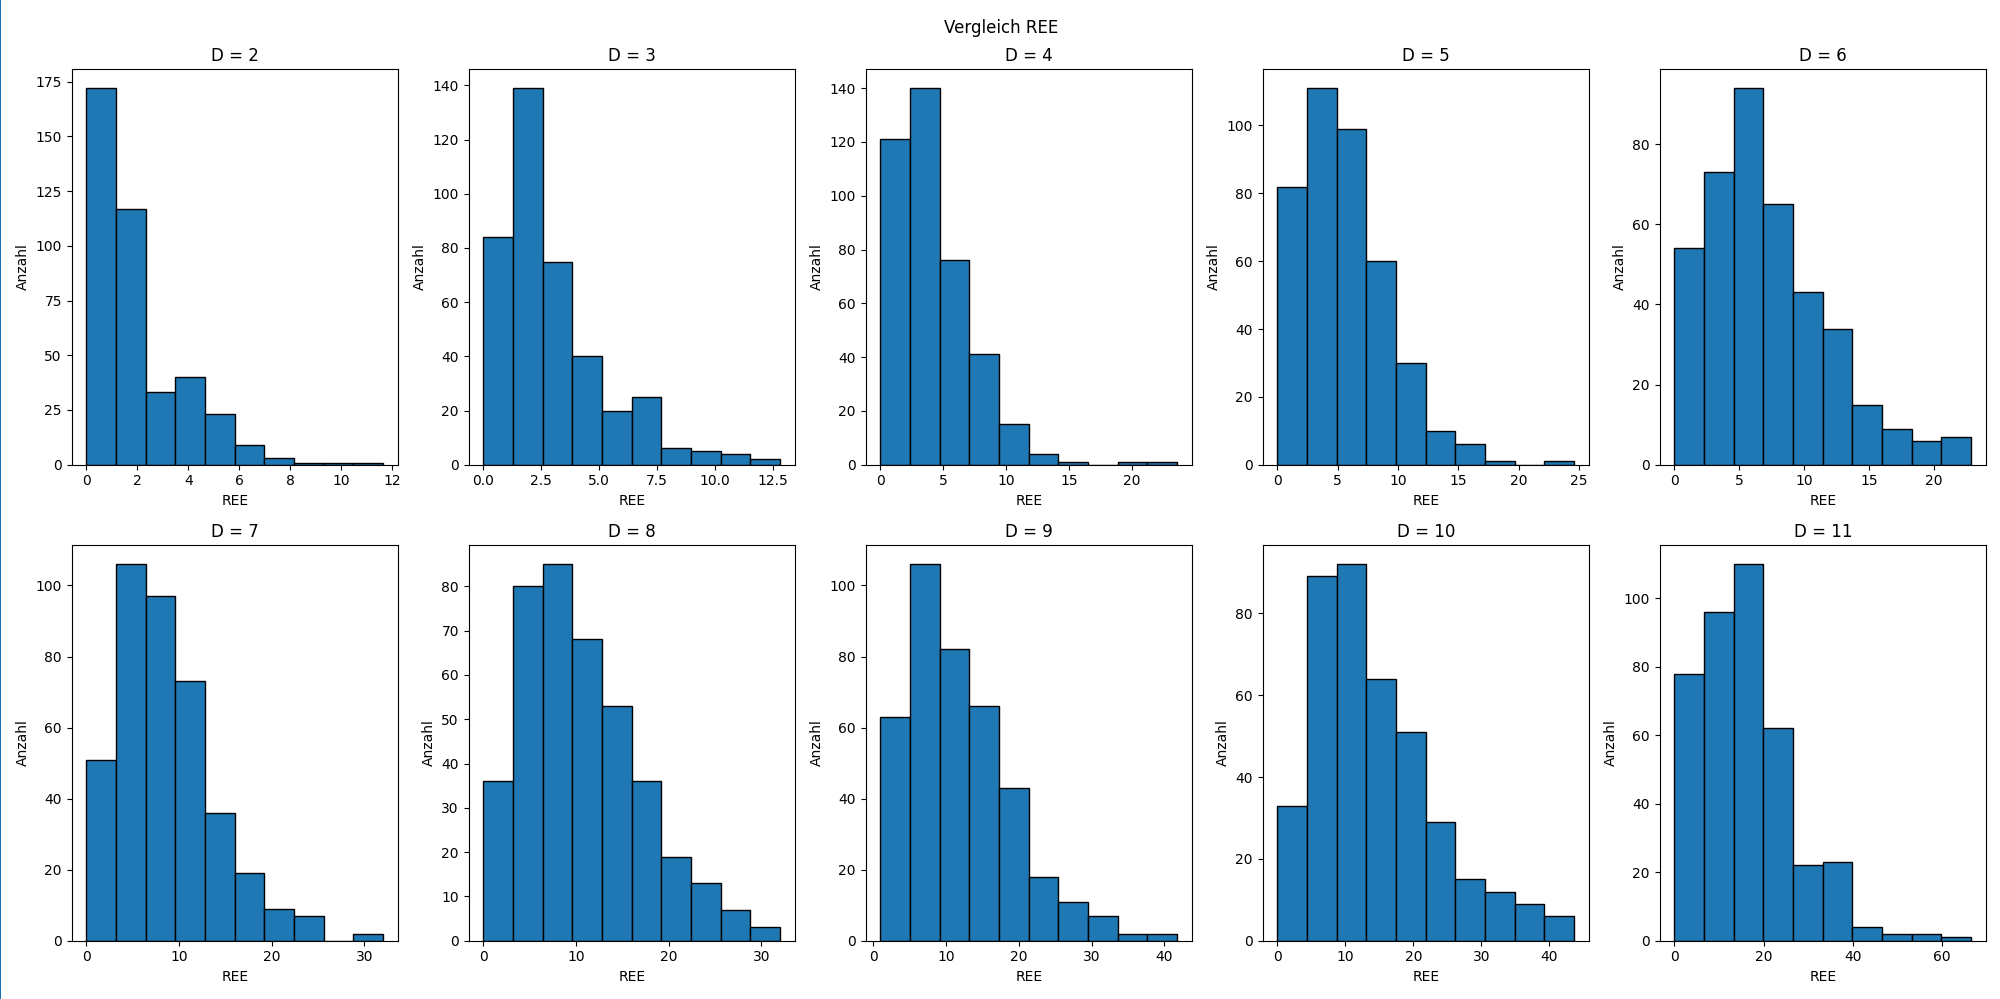 Vergleich REE
D = 2
D = 3
D = 4
D = 5
D = 6
175
150
125
100
75
50
25
0
Anzahl
0 2 4 6 8 10 12
REE
140
120
100
80
60
40
20
0
Anzahl
0.0 2.5 5.0 7.5 10.0 12.5
REE
140
120
100
80
60
40
20
0
Anzahl
0 5 10 15 20
REE
100
80
60
40
20
0
Anzahl
0 5 10 15 20 25
REE
80
60
40
20
0
Anzahl
0 5 10 15 20
REE
D = 7
D = 8
D = 9
D = 10
D = 11
100
80
60
40
20
0
Anzahl
0 10 20 30
REE
80
70
60
50
40
30
20
10
0
Anzahl
0 10 20 30
REE
100
80
60
40
20
0
Anzahl
0 10 20 30 40
REE
80
60
40
20
0
Anzahl
0 10 20 30 40
REE
100
80
60
40
20
0
Anzahl
0 20 40 60
REE